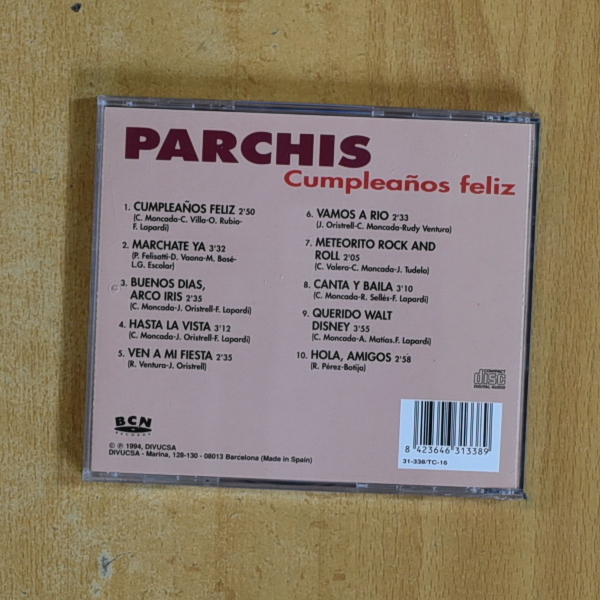 PARCHIS
Cumpleaños feliz
1. CUMPLEAÑOS FELIZ 2'50
(C. Moncada-C. Villa-O. Rubio-
F. Lapardi)
2. MARCHATE YA 3'32
(P. Felisatti-D. Vaona-M. Bosé-
L.G. Escolar)
3. BUENOS DIAS,
ARCO IRIS 2'35
(C. Moncada-J. Oristrell-F. Lapardi)
4. HASTA LA VISTA 3'12
(C. Moncada-J. Oristrell-F. Lapardi)
5. VEN A MI FIESTA 2'35
(R. Ventura-J. Oristrell)
6. VAMOS A RIO 2'33
(J. Oristrell-C. Moncada-Rudy Ventura)
7. METEORITO ROCK AND
ROLL 2'05
(C. Valero-C. Moncada-J. Tudela)
8. CANTA Y BAILA 3'10
(C. Moncada-R. Sellés-F. Lapardi)
9. QUERIDO WALT
DISNEY 3'55
(C. Moncada-A. Matías.F. Lapardi)
10. HOLA, AMIGOS 2'58
(R. Pérez-Botija)
COMPACT
disc
DIGITAL AUDIO
BCN
RECORDS
© ℗ 1994, DIVUCSA
DIVUCSA - Marina, 128-130 - 08013 Barcelona (Made in Spain)
8 423646 313389
31-338/TC-16